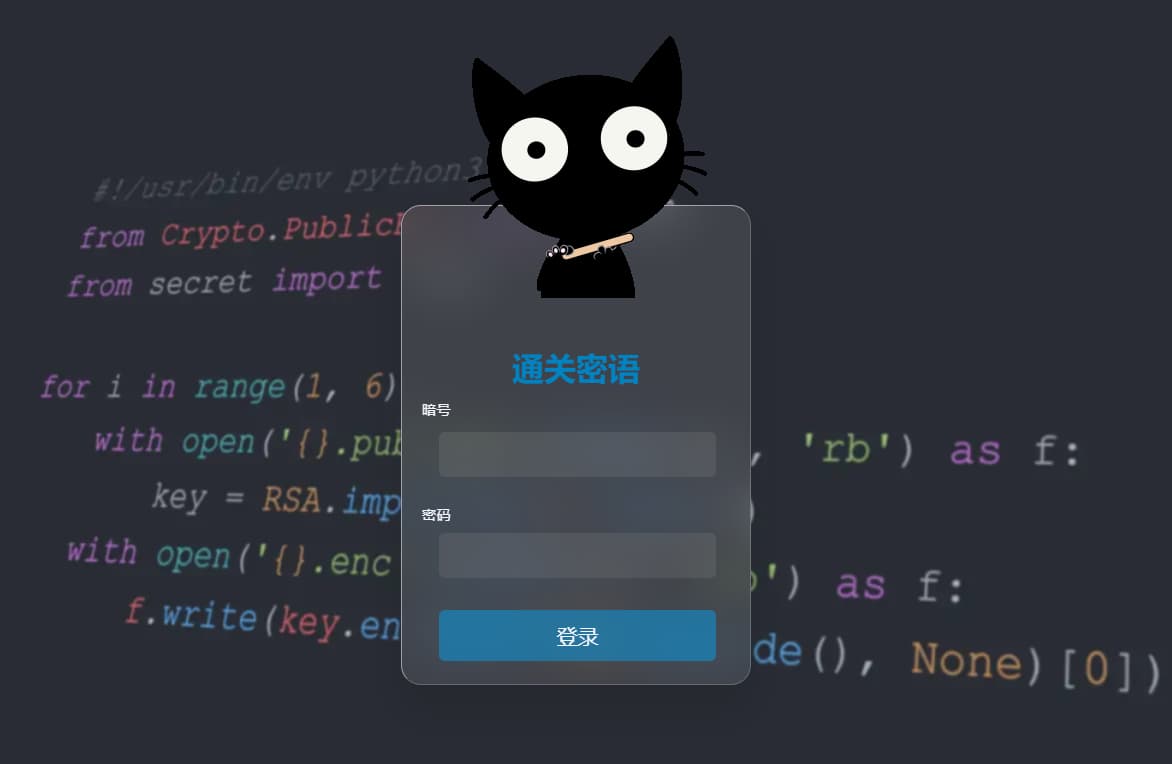 #!/usr/bin/env python3
from Crypto.Publick
from secret import
for i in range(1, 6)
with open('{}.pub , 'rb') as f:
key = RSA.imp )
with open('{}.enc ') as f:
f.write(key.en de(), None)[0])
通关密语
暗号
密码
登录